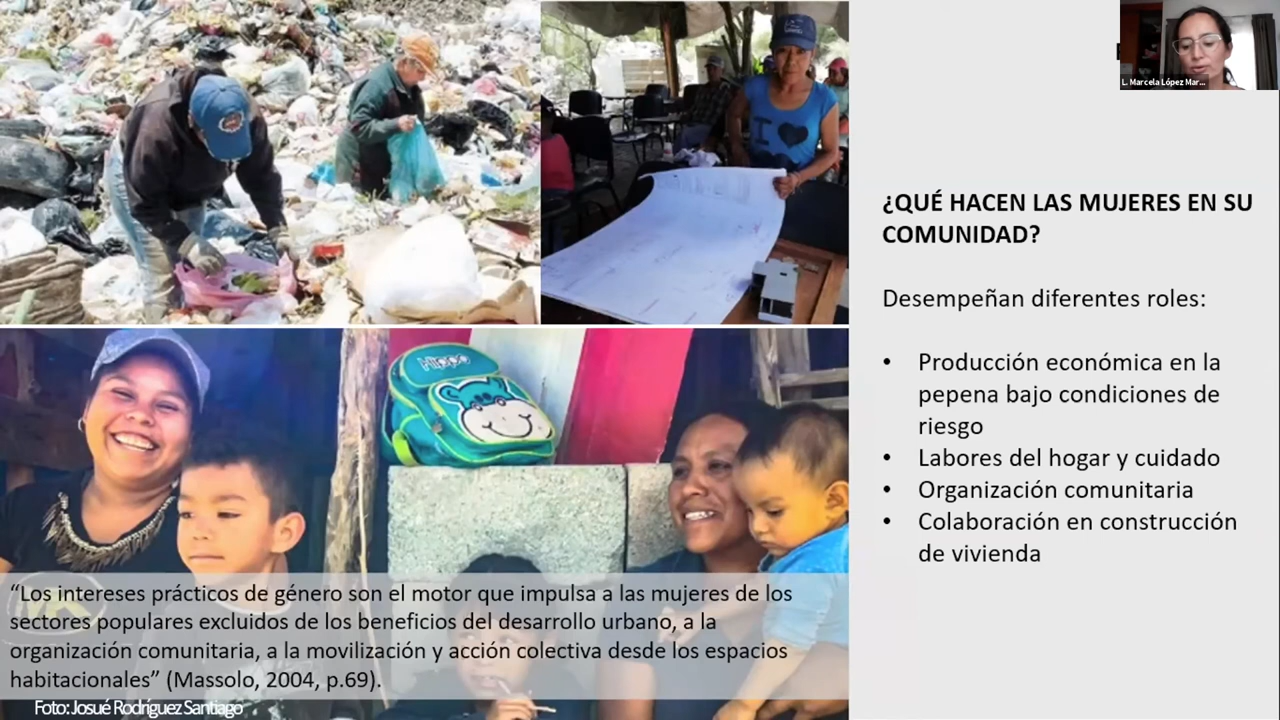 L. Marcela López Mar...
I
¿QUÉ HACEN LAS MUJERES EN SU
COMUNIDAD?
Desempeñan diferentes roles:
• Producción económica en la
pepena bajo condiciones de
riesgo
• Labores del hogar y cuidado
• Organización comunitaria
• Colaboración en construcción
de vivienda
Hippo
“Los intereses prácticos de género son el motor que impulsa a las mujeres de los
sectores populares excluidos de los beneficios del desarrollo urbano, a la
organización comunitaria, a la movilización y acción colectiva desde los espacios
habitacionales” (Massolo, 2004, p.69).
Foto: Josué Rodríguez Santiago